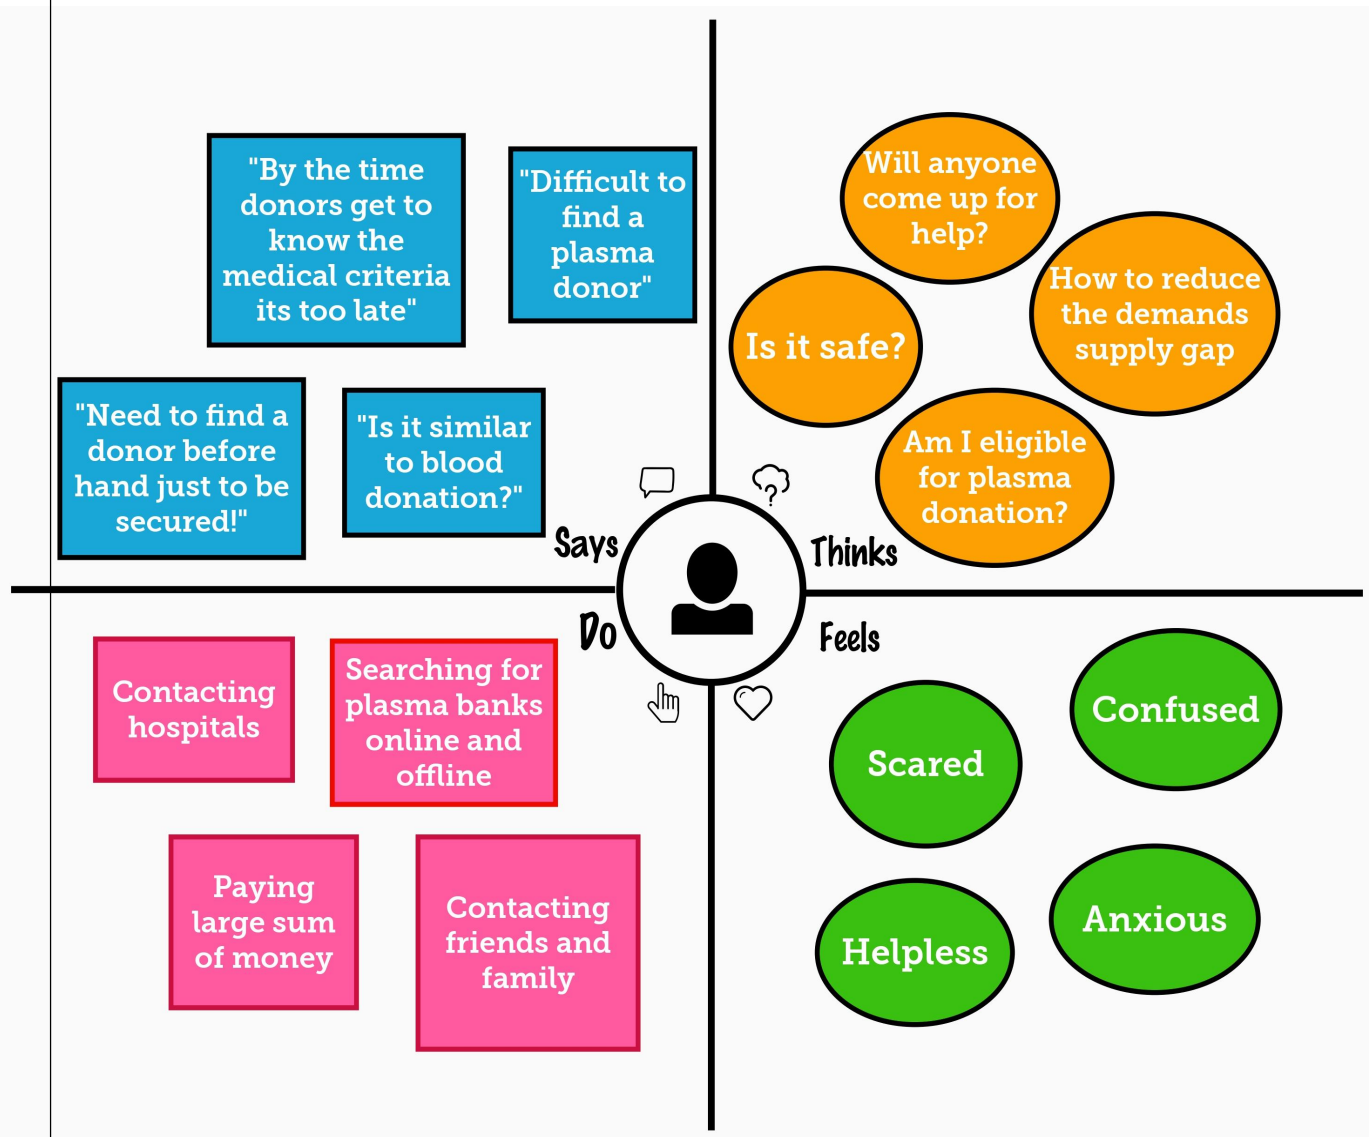 "By the time
donors get to
know the
medical criteria
its too late"
"Difficult to
find a
plasma
donor"
"Need to find a
donor before
hand just to be
secured!"
"Is it similar
to blood
donation?"
Says
Will anyone
come up for
help?
How to reduce
the demands
supply gap
Is it safe?
Am I eligible
for plasma
donation?
Thinks
Do
Contacting
hospitals
Searching for
plasma banks
online and
offline
Paying
large sum
of money
Contacting
friends and
family
Feels
Scared
Confused
Helpless
Anxious